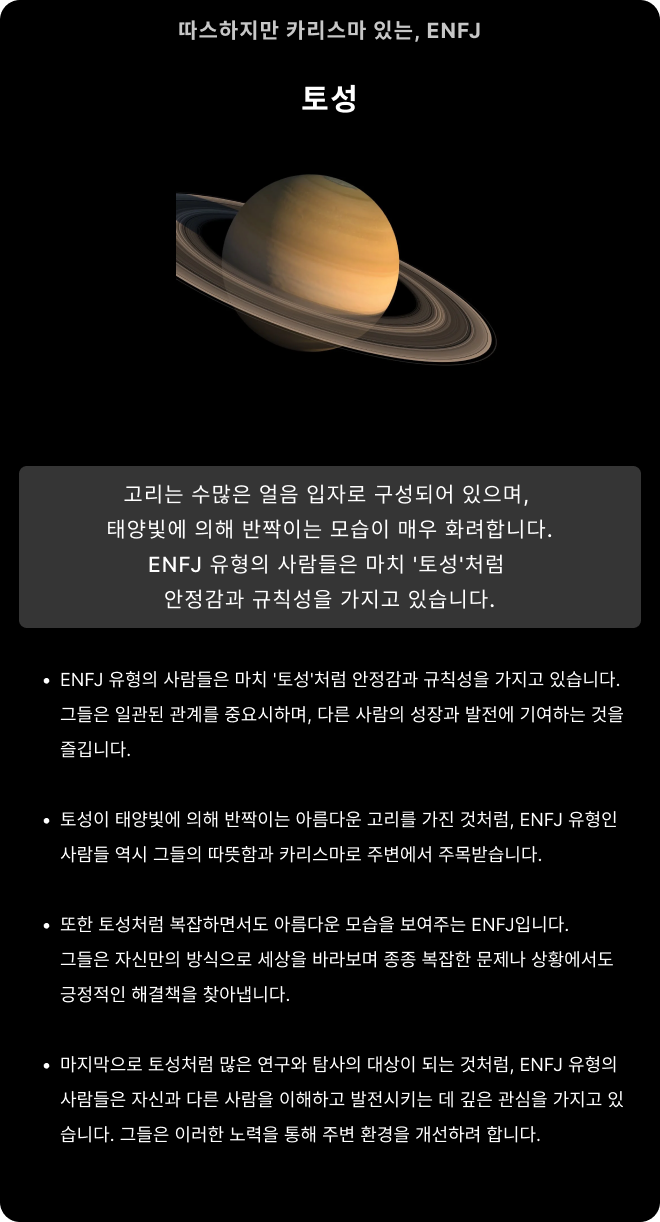 따스하지만 카리스마 있는, ENFJ
토성
고리는 수많은 얼음 입자로 구성되어 있으며,
태양빛에 의해 반짝이는 모습이 매우 화려합니다.
ENFJ 유형의 사람들은 마치 '토성'처럼
안정감과 규칙성을 가지고 있습니다.
• ENFJ 유형의 사람들은 마치 '토성'처럼 안정감과 규칙성을 가지고 있습니다.
그들은 일관된 관계를 중요시하며, 다른 사람의 성장과 발전에 기여하는 것을
즐깁니다.
• 토성이 태양빛에 의해 반짝이는 아름다운 고리를 가진 것처럼, ENFJ 유형인
사람들 역시 그들의 따뜻함과 카리스마로 주변에서 주목받습니다.
• 또한 토성처럼 복잡하면서도 아름다운 모습을 보여주는 ENFJ입니다.
그들은 자신만의 방식으로 세상을 바라보며 종종 복잡한 문제나 상황에서도
긍정적인 해결책을 찾아냅니다.
• 마지막으로 토성처럼 많은 연구와 탐사의 대상이 되는 것처럼, ENFJ 유형의
사람들은 자신과 다른 사람을 이해하고 발전시키는 데 깊은 관심을 가지고 있
습니다. 그들은 이러한 노력을 통해 주변 환경을 개선하려 합니다.